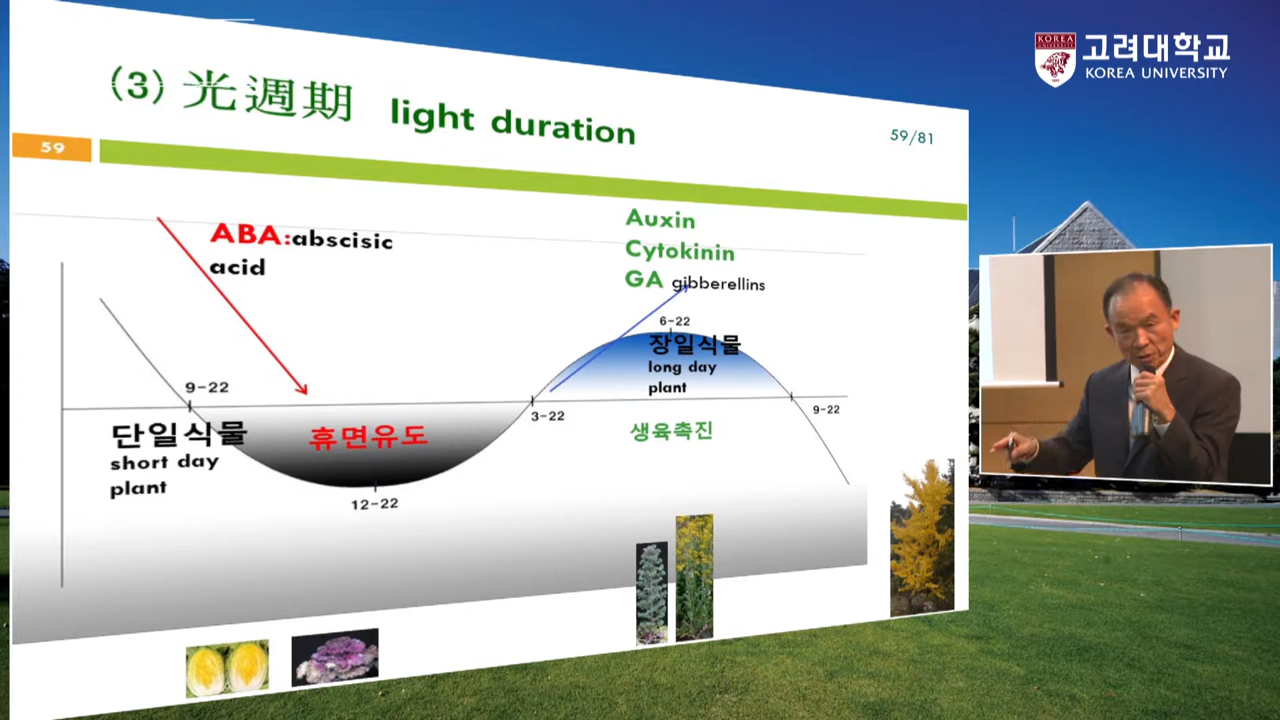 (3) 光週期 light duration
59/81
59
ABA:abscisic
acid
Auxin
Cytokinin
GA gibberellins
6-22
장일식물
long day
plant
9-22
3-22
9-22
단일식물
short day
plant
휴면유도
생육촉진
12-22
KOREA
UNIVERSITY
고려대학교
KOREA UNIVERSITY